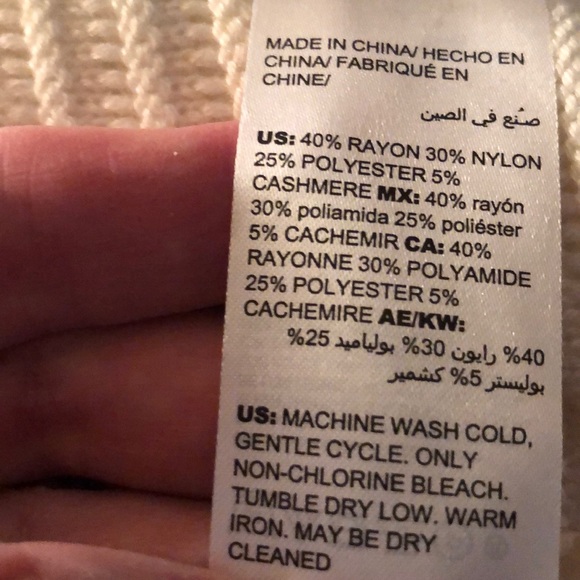 MADE IN CHINA/ HECHO EN
CHINA/ FABRIQUÉ EN
CHINE/
صُنع في الصين
US: 40% RAYON 30% NYLON
25% POLYESTER 5%
CASHMERE MX: 40% rayón
30% poliamida 25% poliéster
5% CACHEMIR CA: 40%
RAYONNE 30% POLYAMIDE
25% POLYESTER 5%
CACHEMIRE AE/KW:
40% رايون 30% بولياميد 25%
بوليستر 5% كشمير
US: MACHINE WASH COLD,
GENTLE CYCLE. ONLY
NON-CHLORINE BLEACH.
TUMBLE DRY LOW. WARM
IRON. MAY BE DRY
CLEANED